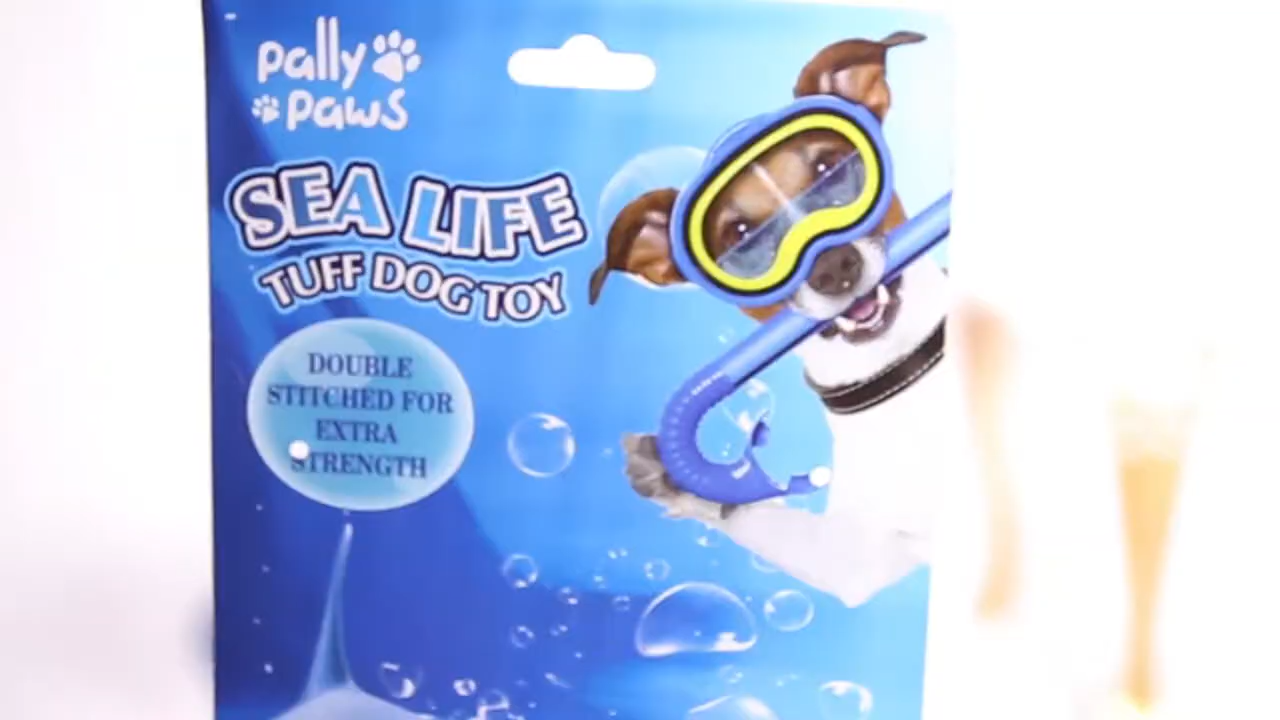 pally
paws
SEA LIFE
TUFF DOG TOY
DOUBLE
STITCHED FOR
EXTRA
STRENGTH